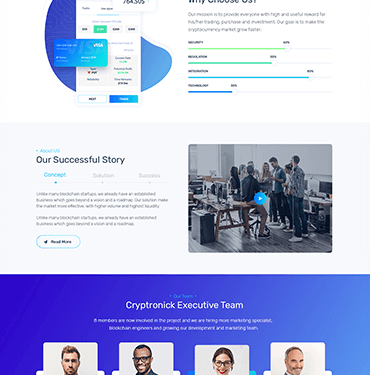 764.505
VISA
Why Choose Us?
Our mission is to provide everyone with high and useful reward for
his/her trading, purchase and investment. Our goal is to make the
cryptocurrency market grow faster.
SECURITY
REGULATION
INTEGRATION
TECHNOLOGY
About US
Our Successful Story
Concept
Solution
Success
Unlike many blockchain startups, we already have an established
business which goes beyond a vision and a roadmap. Our solution make
the market more effective, with higher volume and highest liquidity.
Unlike many blockchain startups, we already have an established
business which goes beyond a vision and a roadmap.
Read More
Our Team
Cryptronick Executive Team
8 members are now involved in the project and we are hiring more marketing specialist,
blockchain engineers and growing our development and marketing team.